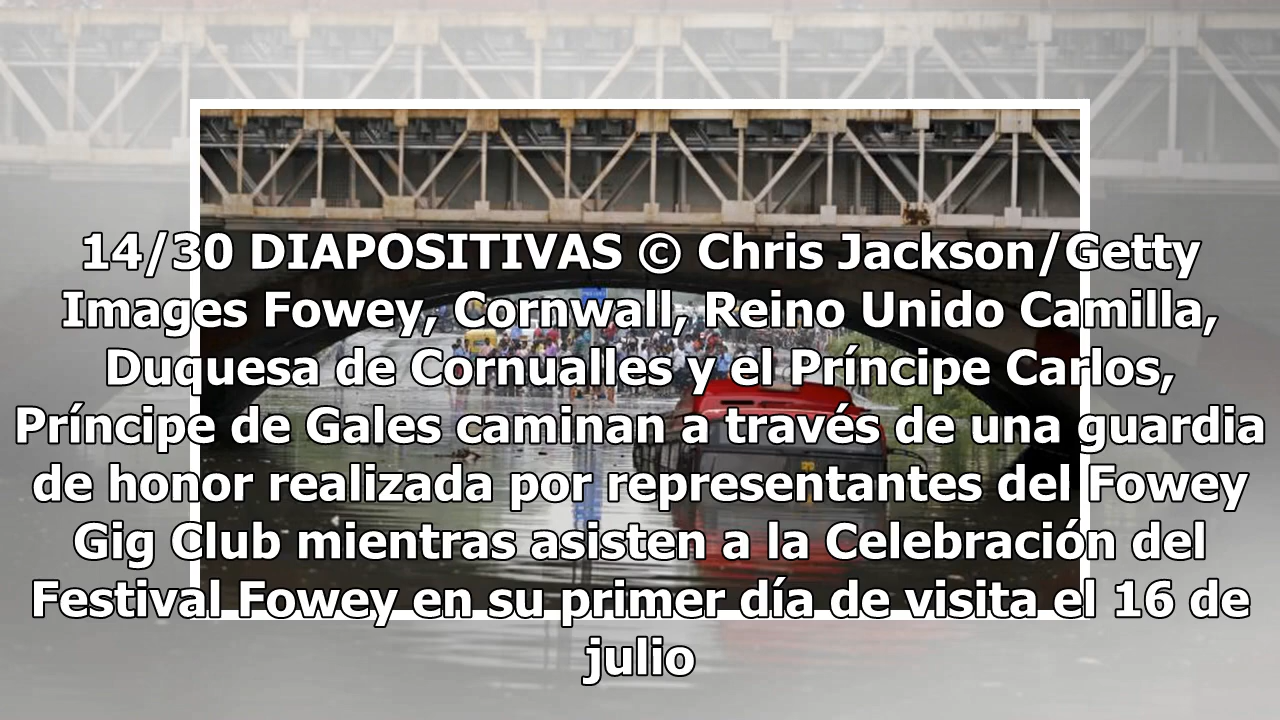 14/30 DIAPOSITIVAS © Chris Jackson/Getty
Images Fowey, Cornwall, Reino Unido Camilla,
Duquesa de Cornualles y el Príncipe Carlos,
Príncipe de Gales caminan a través de una guardia
de honor realizada por representantes del Fowey
Gig Club mientras asisten a la Celebración del
Festival Fowey en su primer día de visita el 16 de
julio